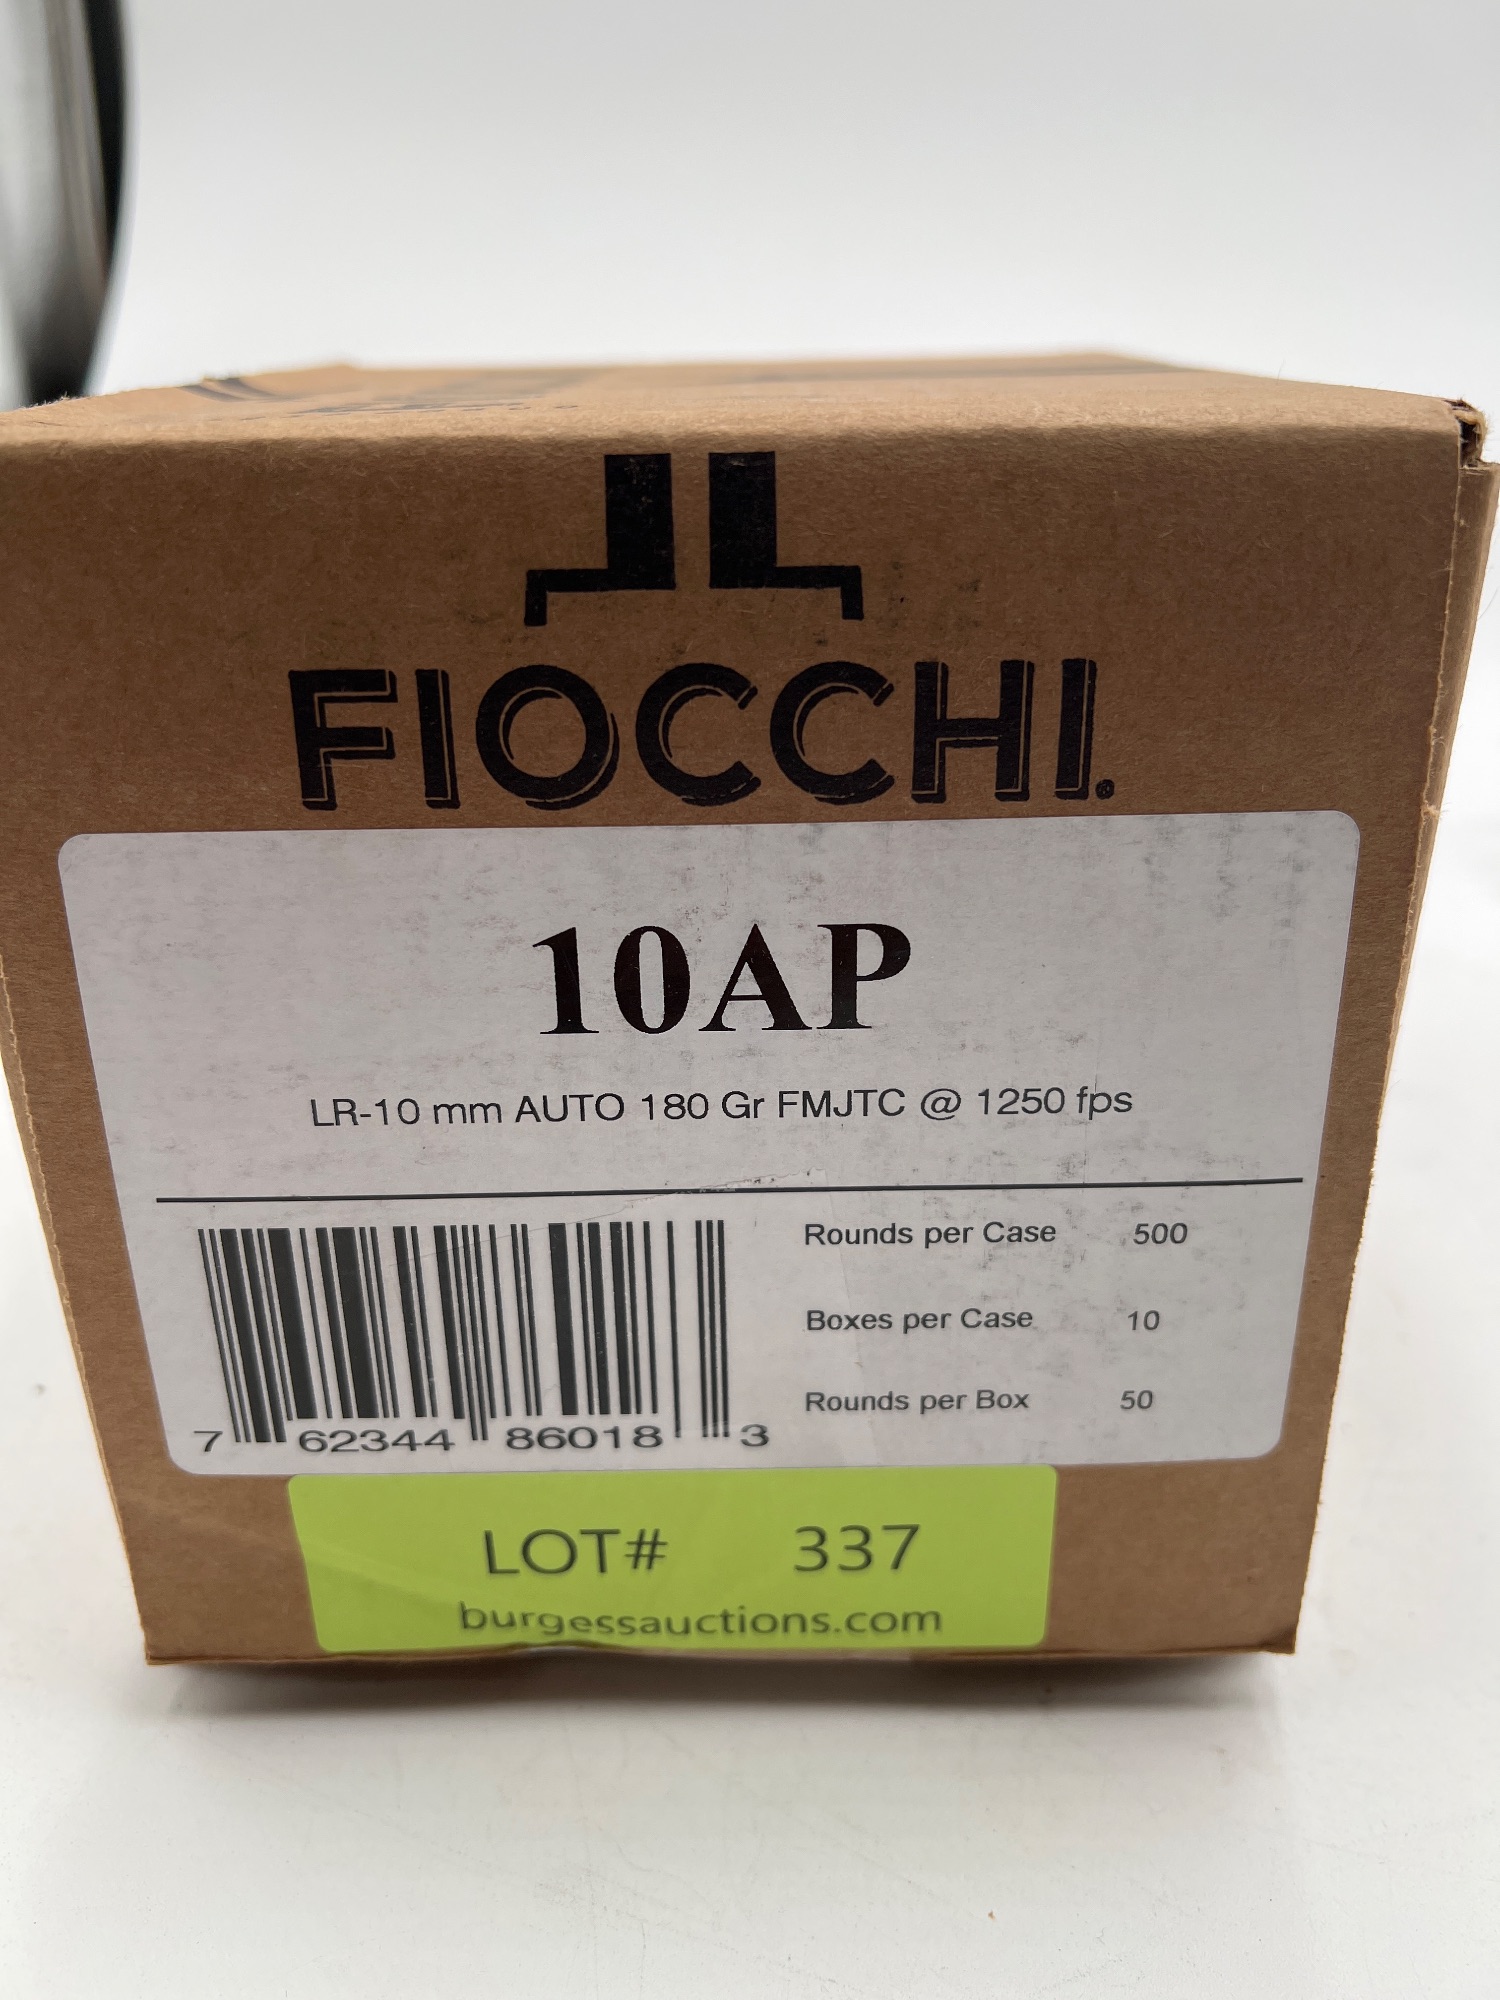 FIOCCHI®
10AP
LR-10 mm AUTO 180 Gr FMJTC @ 1250 fps
Rounds per Case 500
Boxes per Case 10
Rounds per Box 50
7 62344 86018 3
LOT# 337
burgessauctions.com